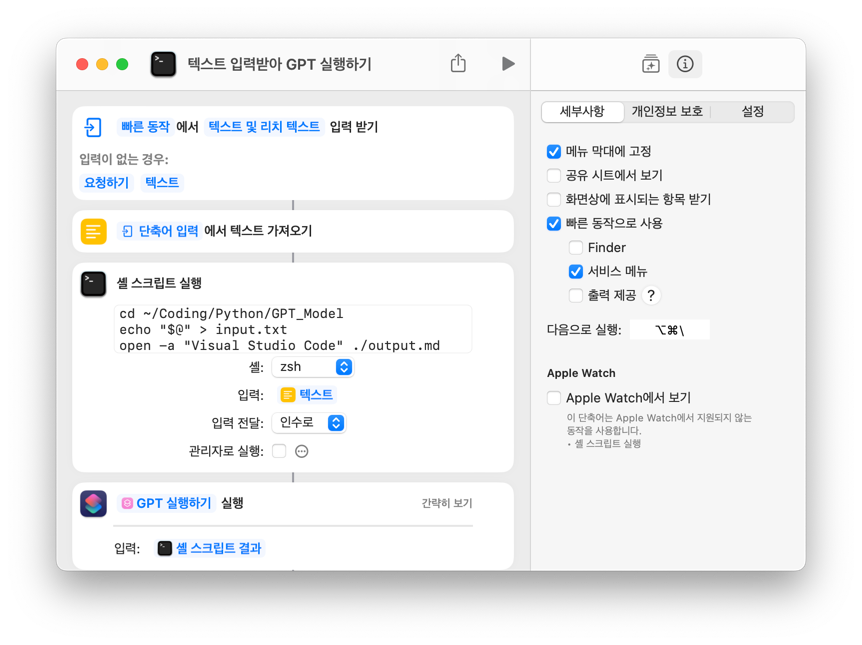 텍스트 입력받아 GPT 실행하기
빠른 동작 에서 텍스트 및 리치 텍스트 입력 받기
입력이 없는 경우:
요청하기 텍스트
단축어 입력 에서 텍스트 가져오기
셸 스크립트 실행
cd ~/Coding/Python/GPT_Model
echo "$@" > input.txt
open -a "Visual Studio Code" ./output.md
셸: zsh
입력: 텍스트
입력 전달: 인수로
관리자로 실행:
GPT 실행하기 실행 간략히 보기
입력: 셸 스크립트 결과
세부사항 개인정보 보호 설정
메뉴 막대에 고정
공유 시트에서 보기
화면상에 표시되는 항목 받기
빠른 동작으로 사용
Finder
서비스 메뉴
출력 제공 ?
다음으로 실행: ⌥⌘\
Apple Watch
Apple Watch에서 보기
이 단축어는 Apple Watch에서 지원되지 않는
동작을 사용합니다.
• 셸 스크립트 실행